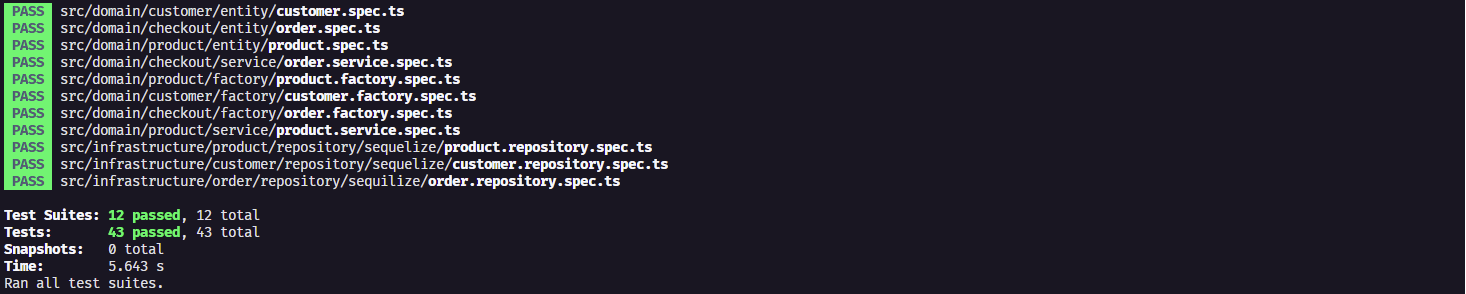 PASS src/domain/customer/entity/customer.spec.ts
PASS src/domain/checkout/entity/order.spec.ts
PASS src/domain/product/entity/product.spec.ts
PASS src/domain/checkout/service/order.service.spec.ts
PASS src/domain/product/factory/product.factory.spec.ts
PASS src/domain/customer/factory/customer.factory.spec.ts
PASS src/domain/checkout/factory/order.factory.spec.ts
PASS src/domain/product/service/product.service.spec.ts
PASS src/infrastructure/product/repository/sequelize/product.repository.spec.ts
PASS src/infrastructure/customer/repository/sequelize/customer.repository.spec.ts
PASS src/infrastructure/order/repository/sequilize/order.repository.spec.ts
Test Suites: 12 passed, 12 total
Tests: 43 passed, 43 total
Snapshots: 0 total
Time: 5.643 s
Ran all test suites.